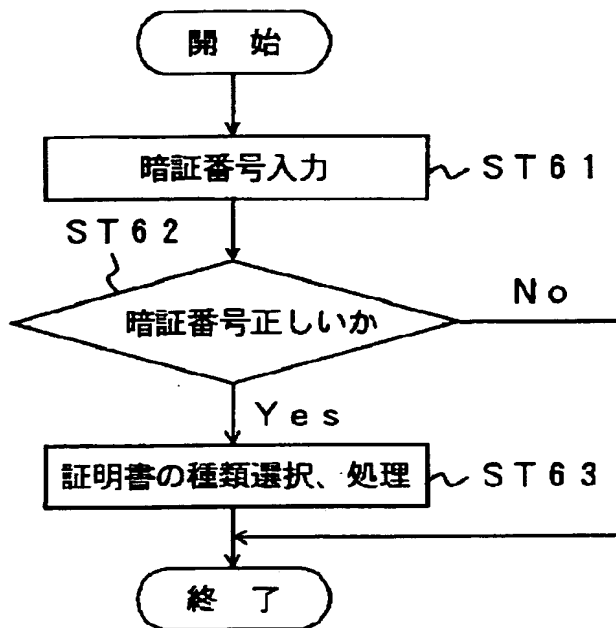 開 始
暗証番号入力
ST61
ST62
暗証番号正しいか
No
Yes
証明書の種類選択、処理
ST63
終 了